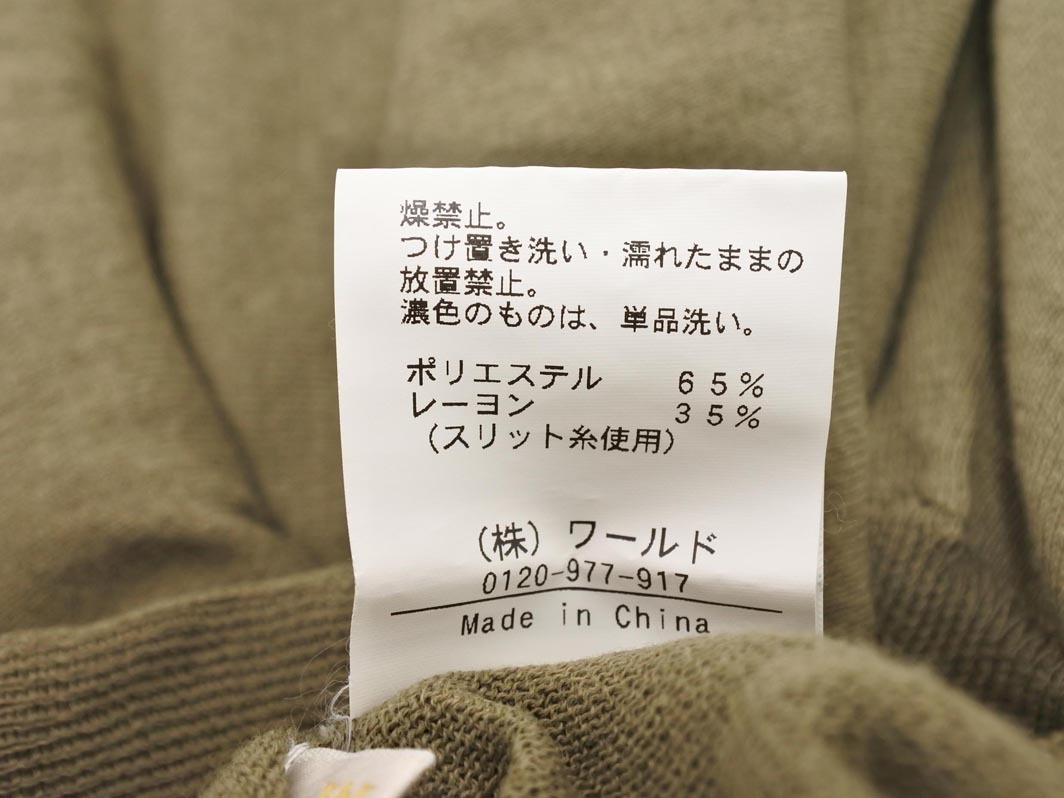 燥禁止。
つけ置き洗い・濡れたままの
放置禁止。
濃色のものは、単品洗い。
ポリエステル 65%
レーヨン 35%
(スリット糸使用)
(株)ワールド
0120-977-917
Made in China